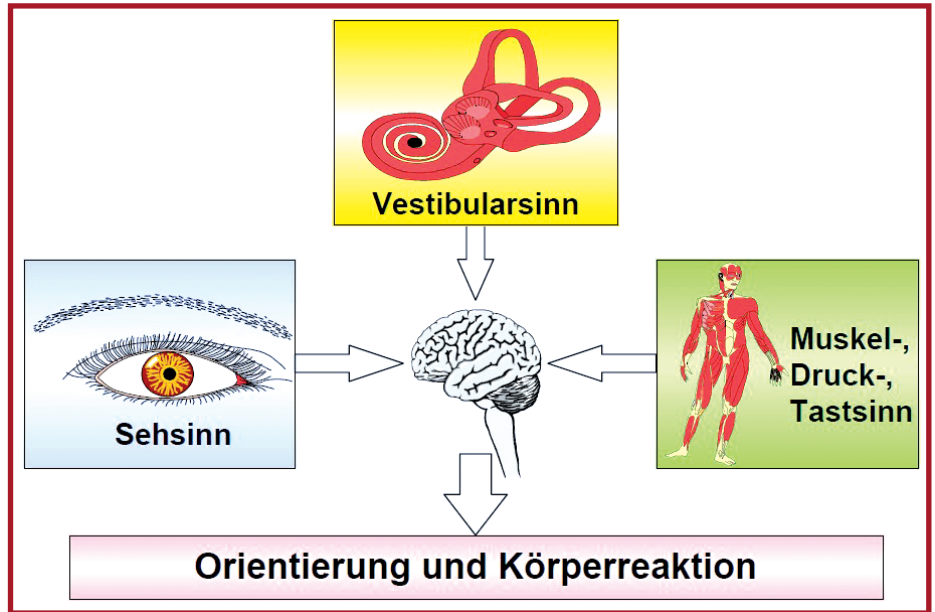 Vestibularsinn
Sehsinn
Muskel-,
Druck-,
Tastsinn
Orientierung und Körperreaktion